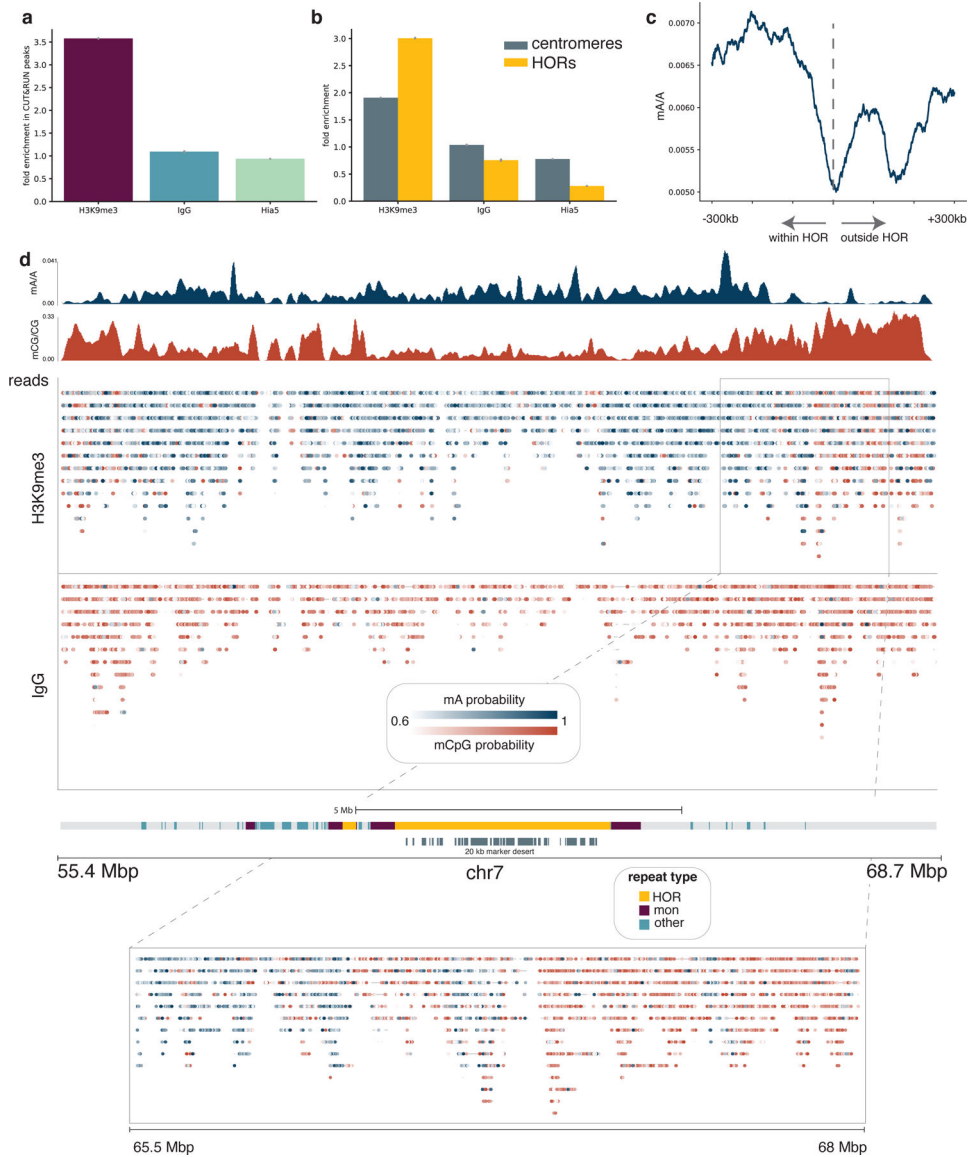 a
fold enrichment in CUT&RUN peaks
3.5
3.0
2.5
2.0
1.5
1.0
0.5
0.0
H3K9me3 IgG Hia5
b
fold enrichment
3.0
2.5
2.0
1.5
1.0
0.5
0.0
centromeres
HORs
H3K9me3 IgG Hia5
c
mA/A
0.0070
0.0065
0.0060
0.0055
0.0050
-300kb +300kb
within HOR outside HOR
d
mA/A
0.041
0.00
mCG/CG
0.33
0.00
reads
H3K9me3
IgG
mA probability
0.6 1
mCpG probability
5 Mb
20 kb marker desert
55.4 Mbp chr7 68.7 Mbp
repeat type
HOR
mon
other
65.5 Mbp 68 Mbp